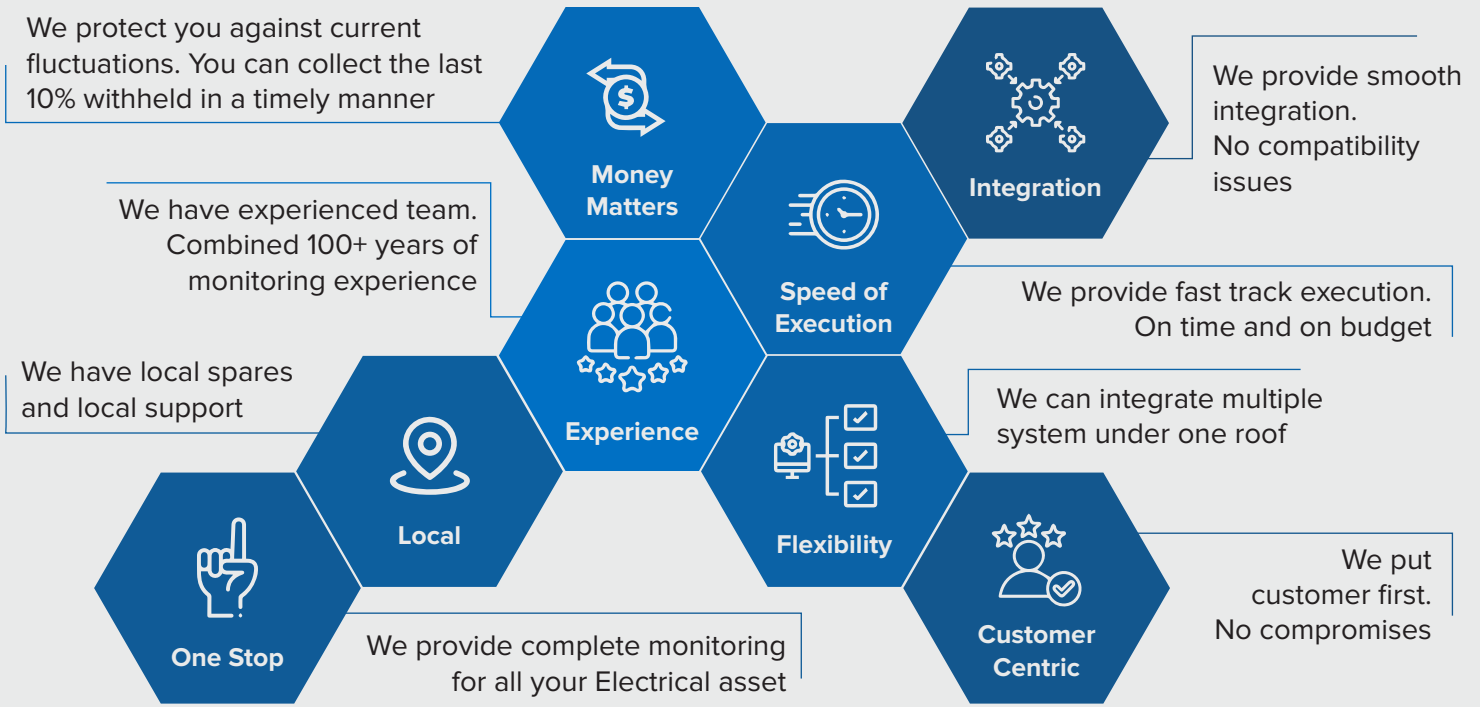 We protect you against current
fluctuations. You can collect the last
10% withheld in a timely manner
$
Money
Matters
Integration
We provide smooth
integration.
No compatibility
issues
We have experienced team.
Combined 100+ years of
monitoring experience
Experience
Speed of
Execution
We provide fast track execution.
On time and on budget
We have local spares
and local support
Local
Flexibility
We can integrate multiple
system under one roof
One Stop
We provide complete monitoring
for all your Electrical asset
Customer
Centric
We put
customer first.
No compromises